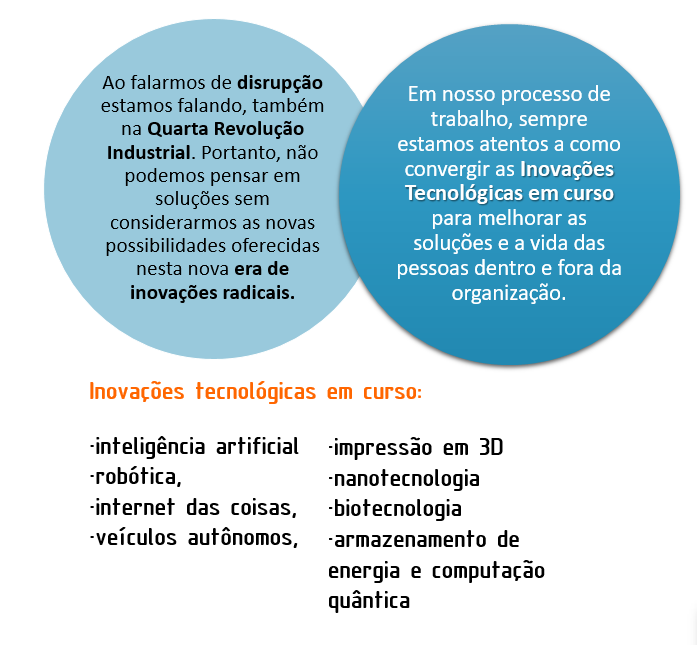 Ao falarmos de disrupção
estamos falando, também
na Quarta Revolução
Industrial. Portanto, não
podemos pensar em
soluções sem
considerarmos as novas
possibilidades oferecidas
nesta nova era de
inovações radicais.
Em nosso processo de
trabalho, sempre
estamos atentos a como
convergir as Inovações
Tecnológicas em curso
para melhorar as
soluções e a vida das
pessoas dentro e fora da
organização.
Inovações tecnológicas em curso:
·inteligência artificial
·robótica,
·internet das coisas,
·veículos autônomos,
·impressão em 3D
·nanotecnologia
·biotecnologia
·armazenamento de
energia e computação
quântica